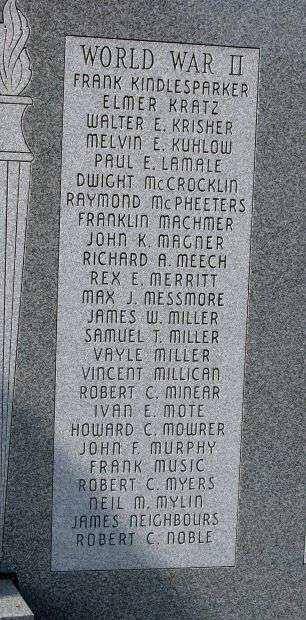 WORLD WAR II
FRANK KINDLESPARKER
ELMER KRATZ
WALTER E. KRISHER
MELVIN E. KUHLOW
PAUL E. LAMALE
DWIGHT McCROCKLIN
RAYMOND McPHEETERS
FRANKLIN MACHMER
JOHN K. MAGNER
RICHARD A. MEECH
REX E. MERRITT
MAX J. MESSMORE
JAMES W. MILLER
SAMUEL T. MILLER
VAYLE MILLER
VINCENT MILLICAN
ROBERT C. MINEAR
IVAN E. MOTE
HOWARD C. MOWRER
JOHN F. MURPHY
FRANK MUSIC
ROBERT C. MYERS
NEIL M. MYLIN
JAMES NEIGHBOURS
ROBERT C. NOBLE